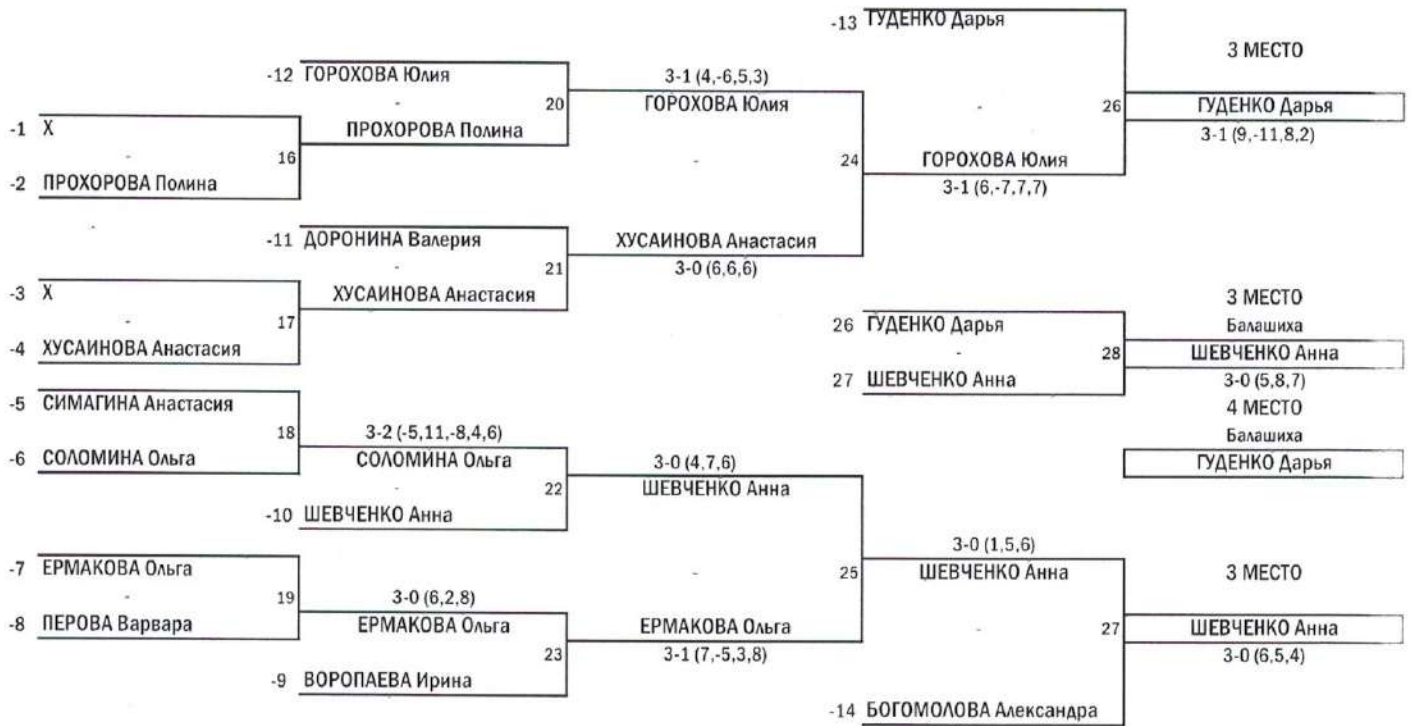 -13 ГУДЕНКО Дарья
3 МЕСТО
-12 ГОРОХОВА Юлия
3-1 (4,-6,5,3)
-
20
ГОРОХОВА Юлия
-
26
ГУДЕНКО Дарья
-1 X
ПРОХОРОВА Полина
3-1 (9,-11,8,2)
-
16
-
24
ГОРОХОВА Юлия
-2 ПРОХОРОВА Полина
3-1 (6,-7,7,7)
-
-11 ДОРОНИНА Валерия
ХУСАИНОВА Анастасия
-
21
3-0 (6,6,6)
-3 X
ХУСАИНОВА Анастасия
3 МЕСТО
-
17
26 ГУДЕНКО Дарья
Балашиха
-4 ХУСАИНОВА Анастасия
-
28
ШЕВЧЕНКО Анна
27 ШЕВЧЕНКО Анна
3-0 (5,8,7)
-5 СИМАГИНА Анастасия
4 МЕСТО
18
3-2 (-5,11,-8,4,6)
Балашиха
-6 СОЛОМИНА Ольга
СОЛОМИНА Ольга
3-0 (4,7,6)
ГУДЕНКО Дарья
-
22
ШЕВЧЕНКО Анна
-10 ШЕВЧЕНКО Анна
3-0 (1,5,6)
-7 ЕРМАКОВА Ольга
-
25
ШЕВЧЕНКО Анна
3 МЕСТО
-
19
3-0 (6,2,8)
-8 ПЕРОВА Варвара
ЕРМАКОВА Ольга
ЕРМАКОВА Ольга
-
27
ШЕВЧЕНКО Анна
-
23
3-1 (7,-5,3,8)
3-0 (6,5,4)
-9 ВОРОПАЕВА Ирина
-14 БОГОМОЛОВА Александра